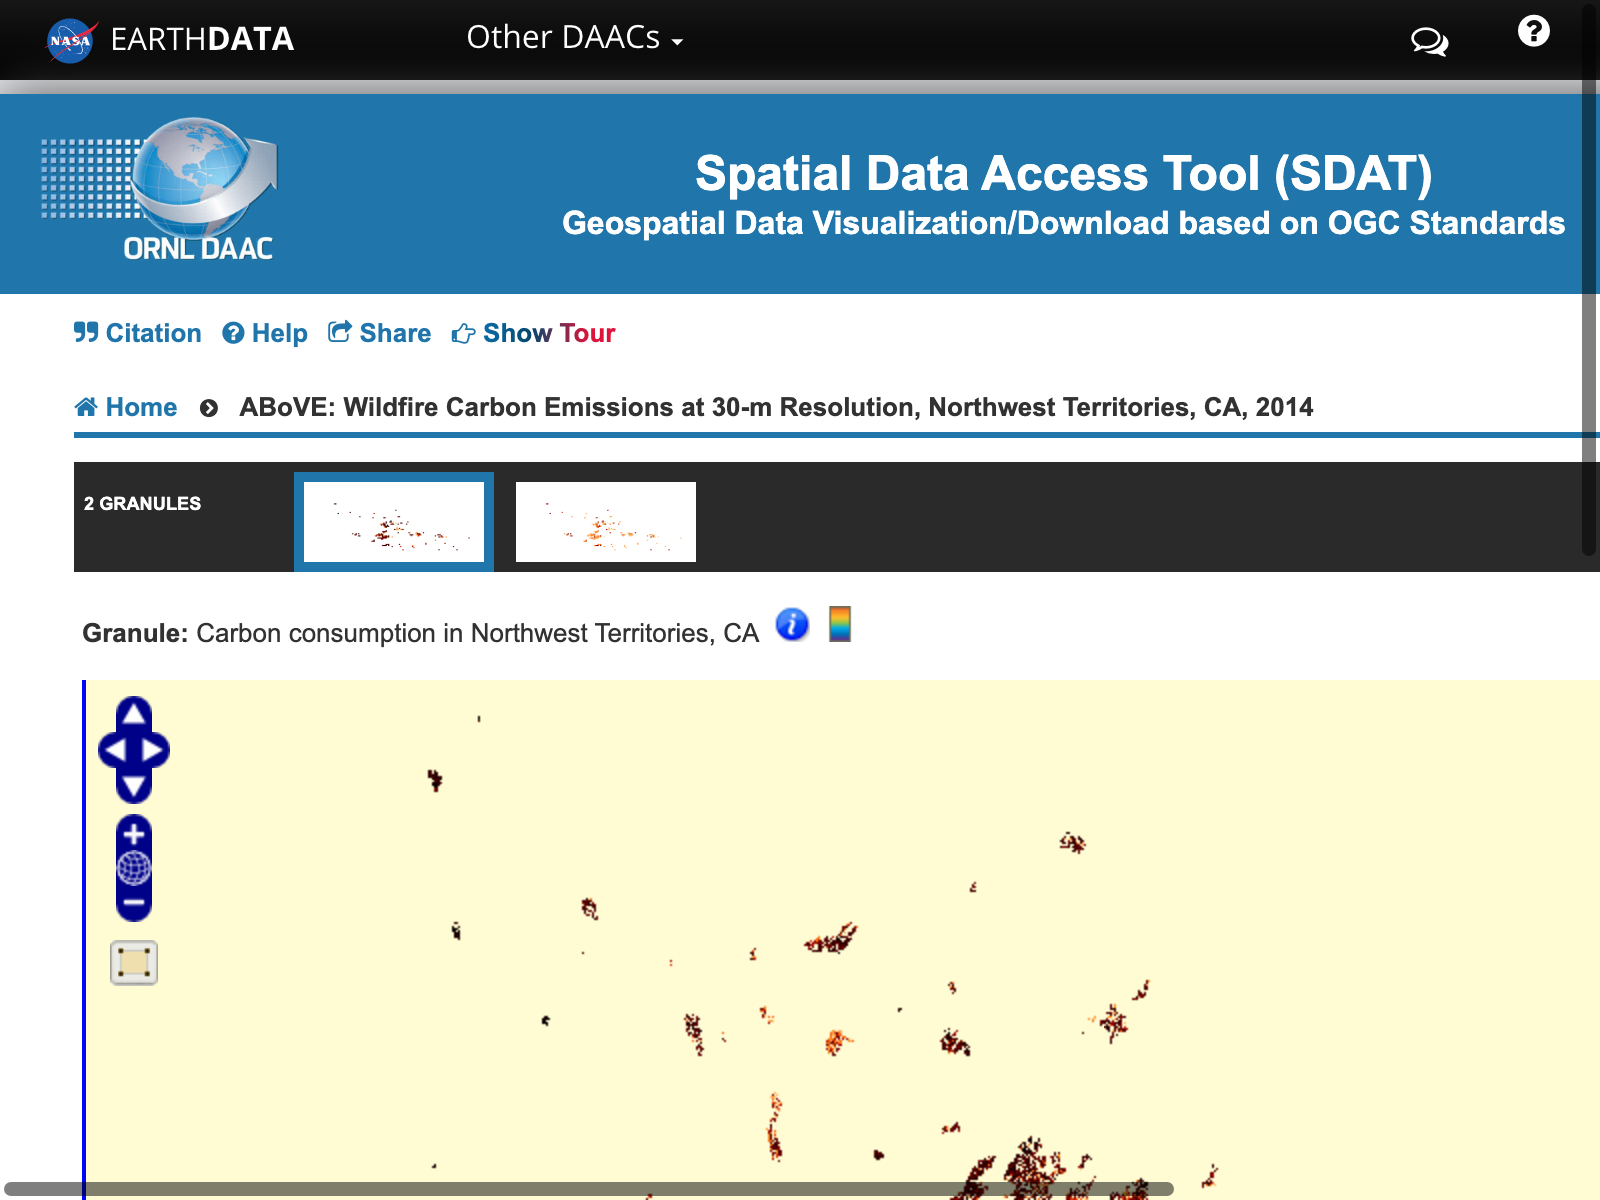 NASA EARTHDATA Other DAACs
ORNL DAAC
Spatial Data Access Tool (SDAT)
Geospatial Data Visualization/Download based on OGC Standards
Citation Help Share Show Tour
Home ABoVE: Wildfire Carbon Emissions at 30-m Resolution, Northwest Territories, CA, 2014
2 GRANULES
Granule: Carbon consumption in Northwest Territories, CA